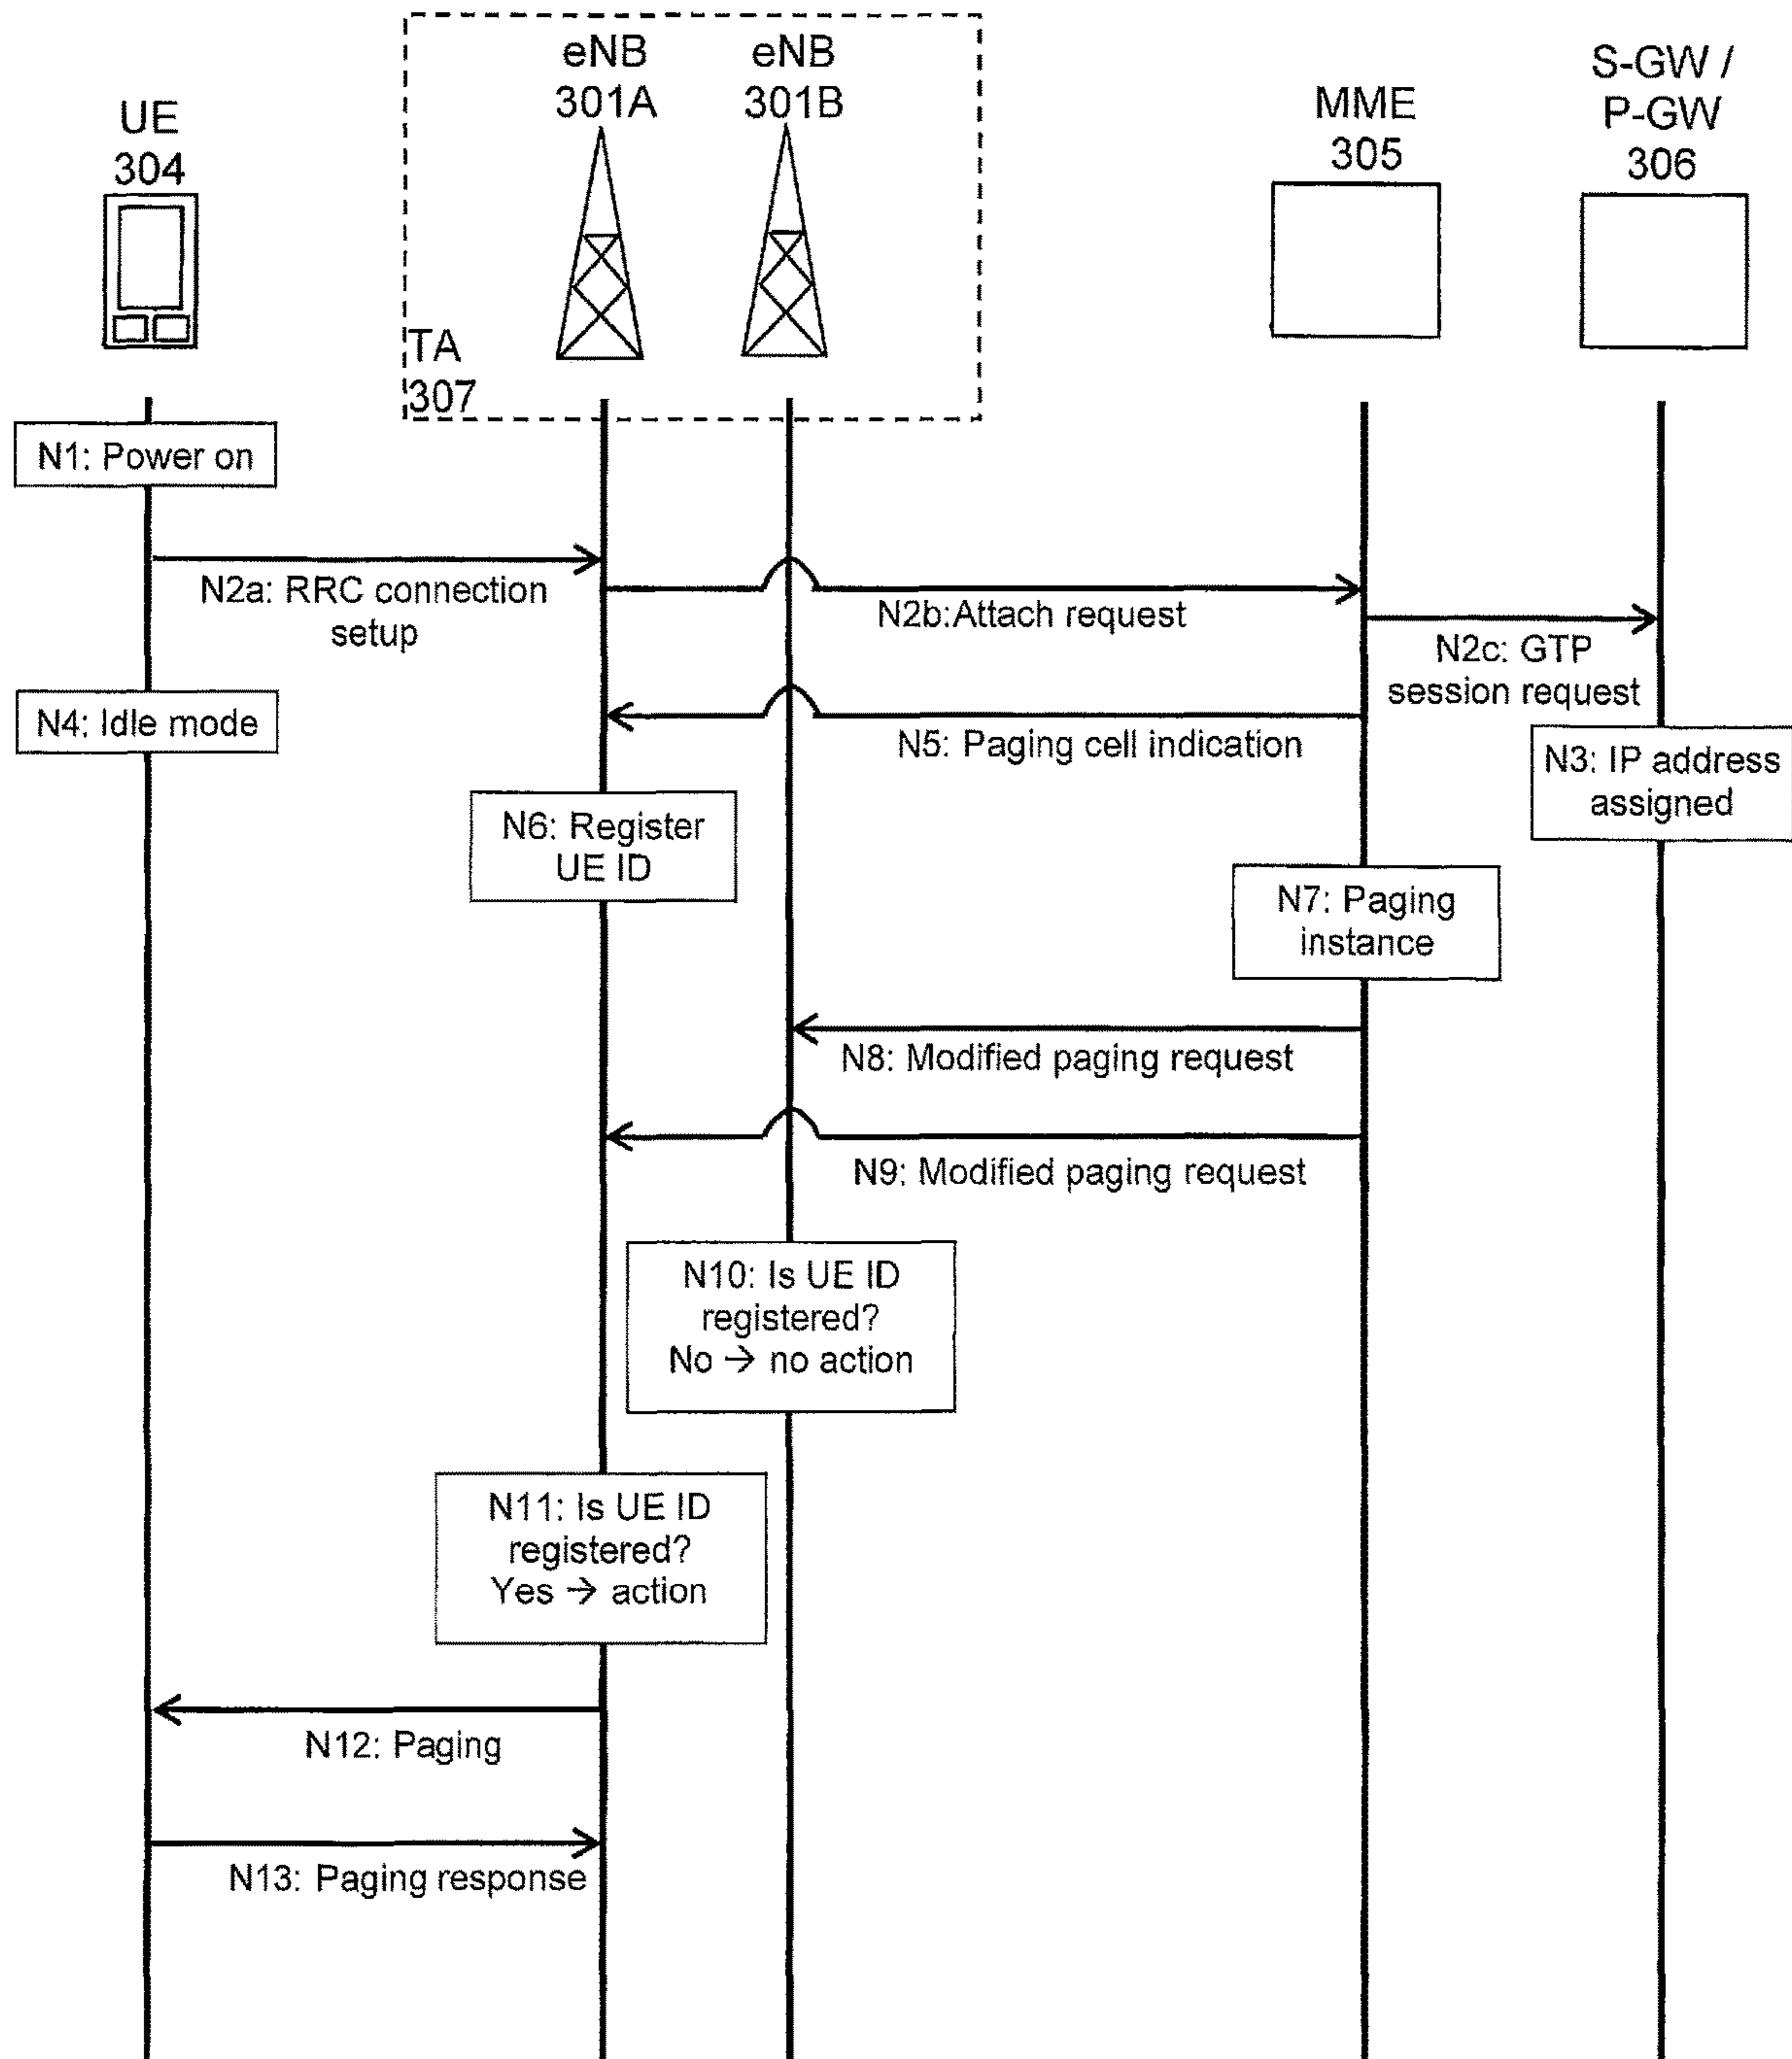 UE
304
eNB
301A
eNB
301B
TA
307
MME
305
S-GW /
P-GW
306
N1: Power on
N2a: RRC connection
setup
N2b:Attach request
N2c: GTP
session request
N4: Idle mode
N5: Paging cell indication
N3: IP address
assigned
N6: Register
UE ID
N7: Paging
instance
N8: Modified paging request
N9: Modified paging request
N10: Is UE ID
registered?
No → no action
N11: Is UE ID
registered?
Yes → action
N12: Paging
N13: Paging response